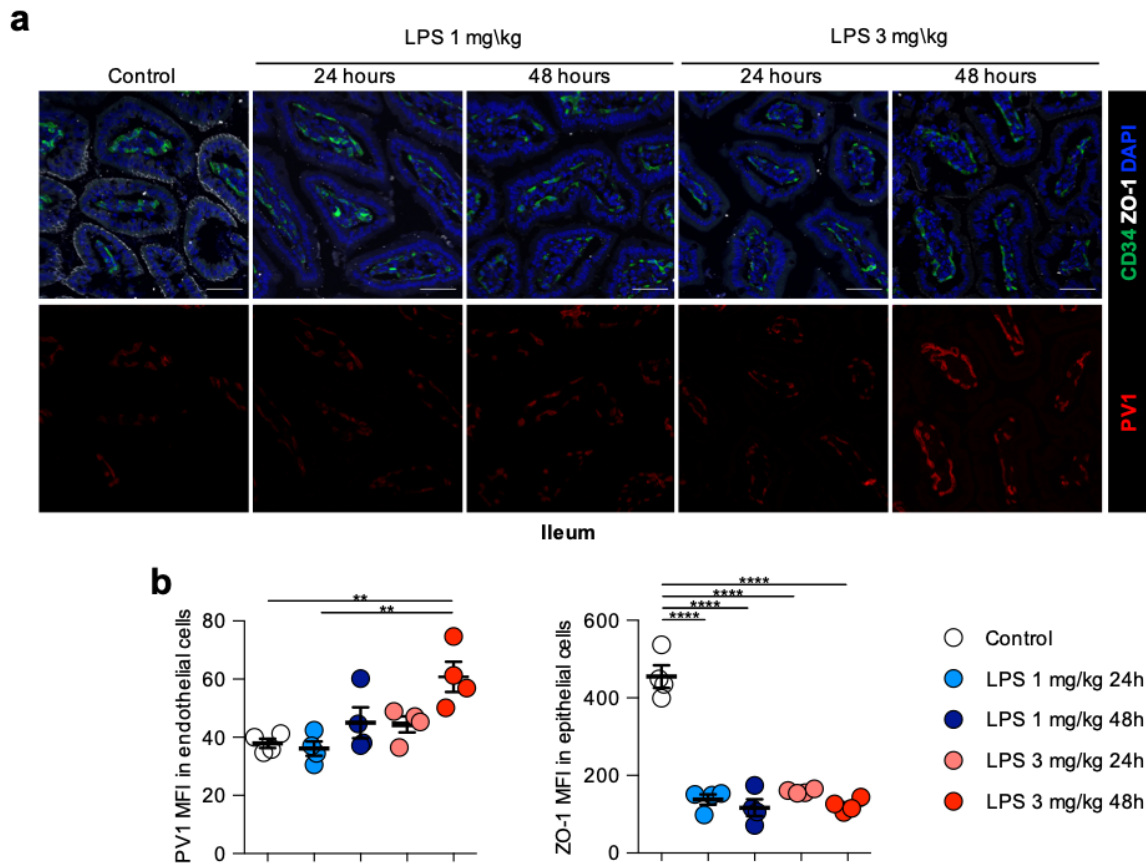 a
LPS 1 mg\kg
LPS 3 mg\kg
Control
24 hours
48 hours
24 hours
48 hours
CD34 ZO-1 DAPI
PV1
Ileum
b
PV1 MFI in endothelial cells
80
60
40
20
0
**
**
ZO-1 MFI in epithelial cells
600
400
200
0
****
****
****
****
Control
LPS 1 mg/kg 24h
LPS 1 mg/kg 48h
LPS 3 mg/kg 24h
LPS 3 mg/kg 48h